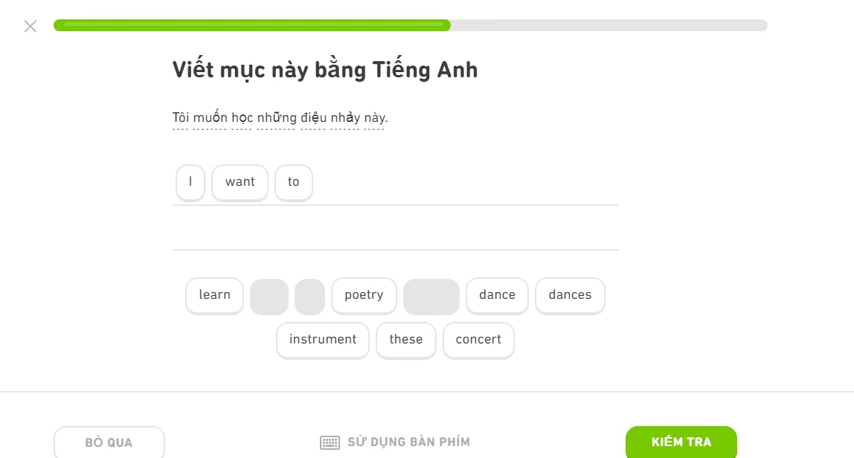 Viết mục này bằng Tiếng Anh
Tôi muốn học những điệu nhảy này.
I want to
learn poetry dance dances
instrument these concert
BỎ QUA SỬ DỤNG BÀN PHÍM KIỂM TRA